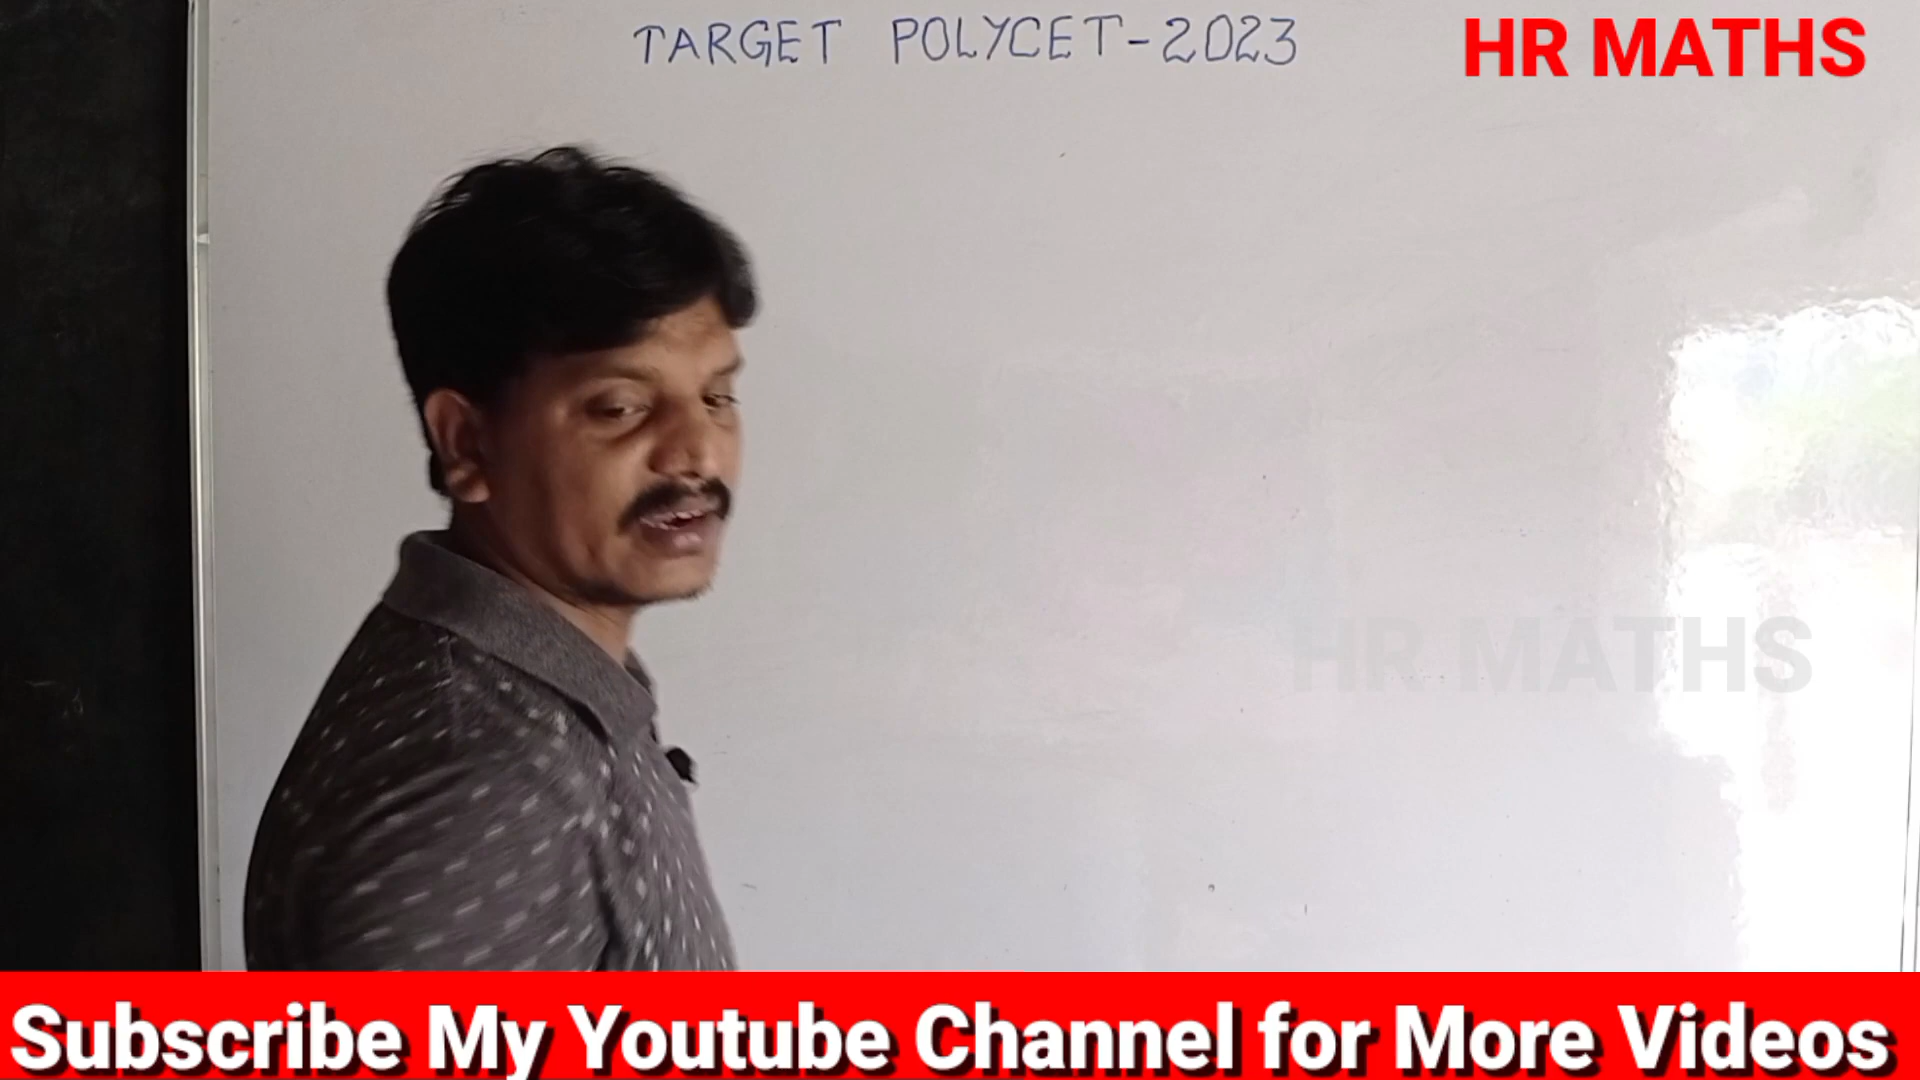 TARGET POLYCET-2023
HR MATHS
HR MATHS
Subscribe My Youtube Channel for More Videos